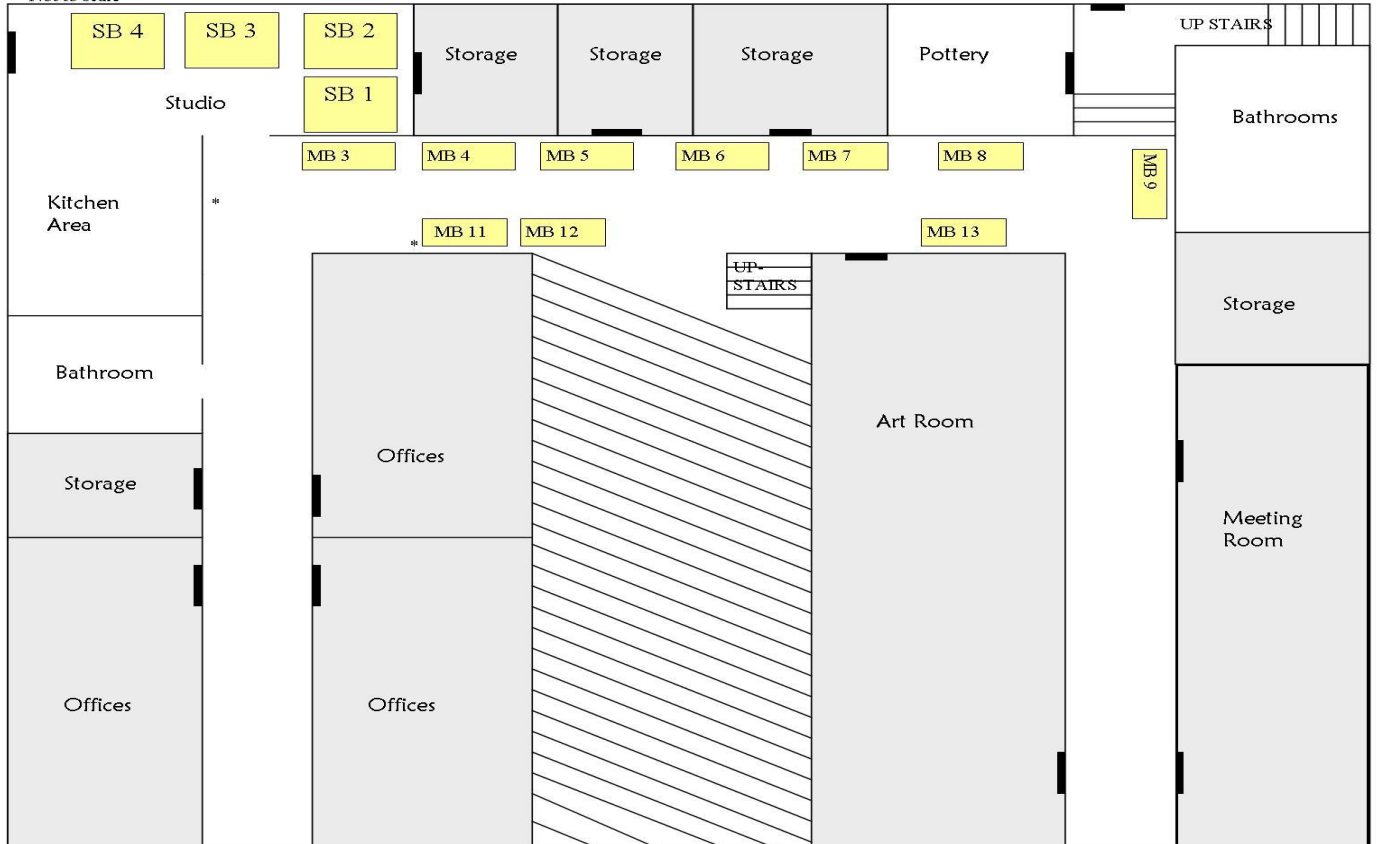 SB 4
SB 3
SB 2
UP STAIRS
Storage
Storage
Storage
Pottery
SB 1
Studio
Bathrooms
MB 3
MB 4
MB 5
MB 6
MB 7
MB 8
MB 9
Kitchen
Area
*
MB 11
MB 12
MB 13
*
UP-
STAIRS
Storage
Bathroom
Art Room
Offices
Storage
Meeting
Room
Offices
Offices